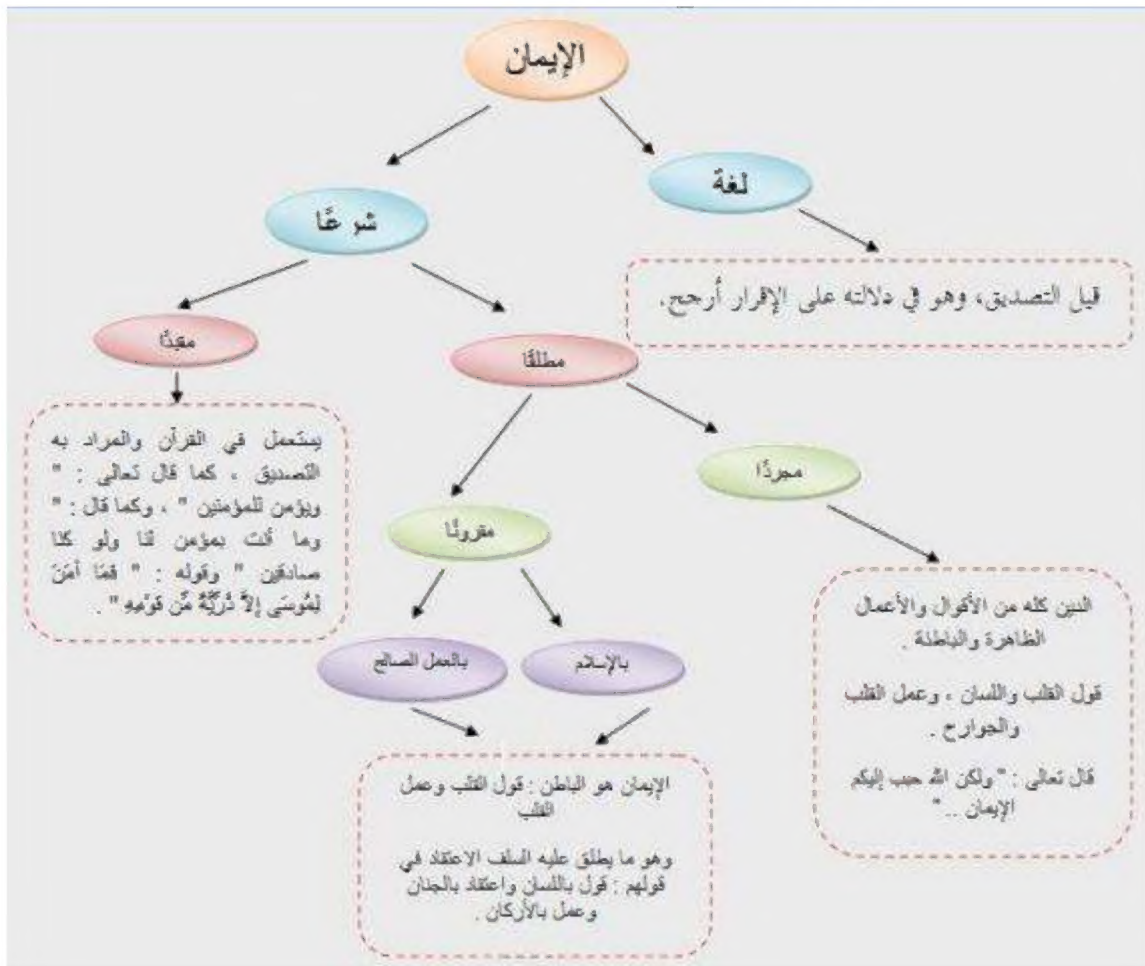 الإيمان
لغة
شرعًا
قيل التصديق، وهو في دلالته على الإقرار أرجح.
مقيدًا
مطلقًا
يستعمل في القرآن والمراد به
التصديق ، كما قال تعالى : "
ويؤمن للمؤمنين " ، وكما قال : "
وما أنت بمؤمن لنا ولو كنا
صادقين " وقوله : " فَمَا آمَنَ
لِمُوسَى إِلاَّ ذُرِّيَّةٌ مِّن قَوْمِهِ " .
مجردًا
مقرونًا
الدين كله من الأقوال والأعمال
الظاهرة والباطنة .
قول القلب واللسان ، وعمل القلب
والجوارح .
قال تعالى : " ولكن الله حبب إليكم
الإيمان .. "
بالإسلام
بالعمل الصالح
الإيمان هو الباطن : قول القلب وعمل
القلب
وهو ما يطلق عليه السلف الاعتقاد في
قولهم : قول باللسان واعتقاد بالجنان
وعمل بالأركان .